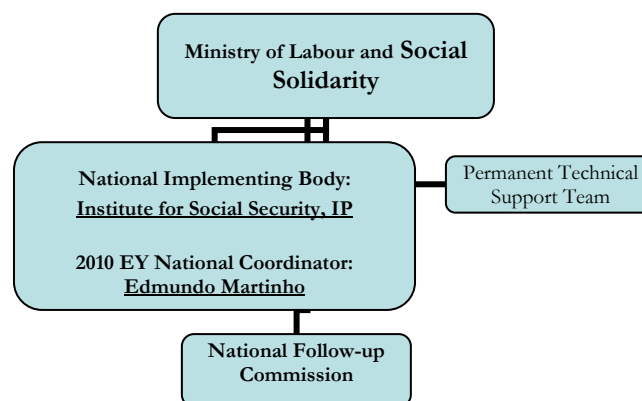 Ministry of Labour and Social
Solidarity
National Implementing Body:
Institute for Social Security, IP
2010 EY National Coordinator:
Edmundo Martinho
Permanent Technical
Support Team
National Follow-up
Commission